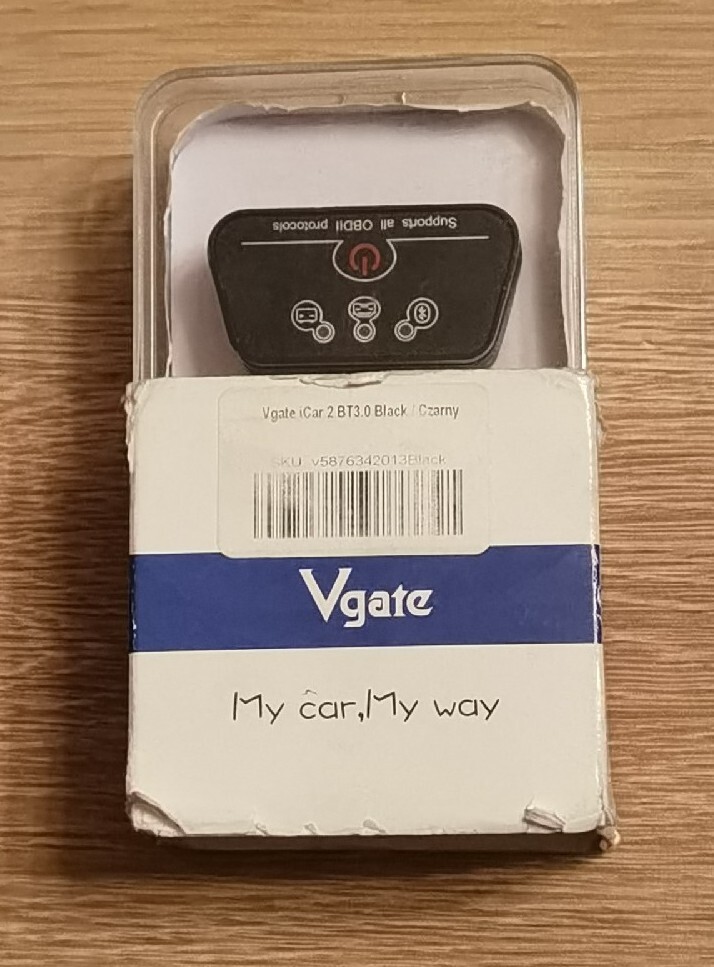 Supports all OBDII protocols
Vgate iCar 2 BT3.0 Black / Czarny
SKU: v5876342013Black
Vgate
My car,My way